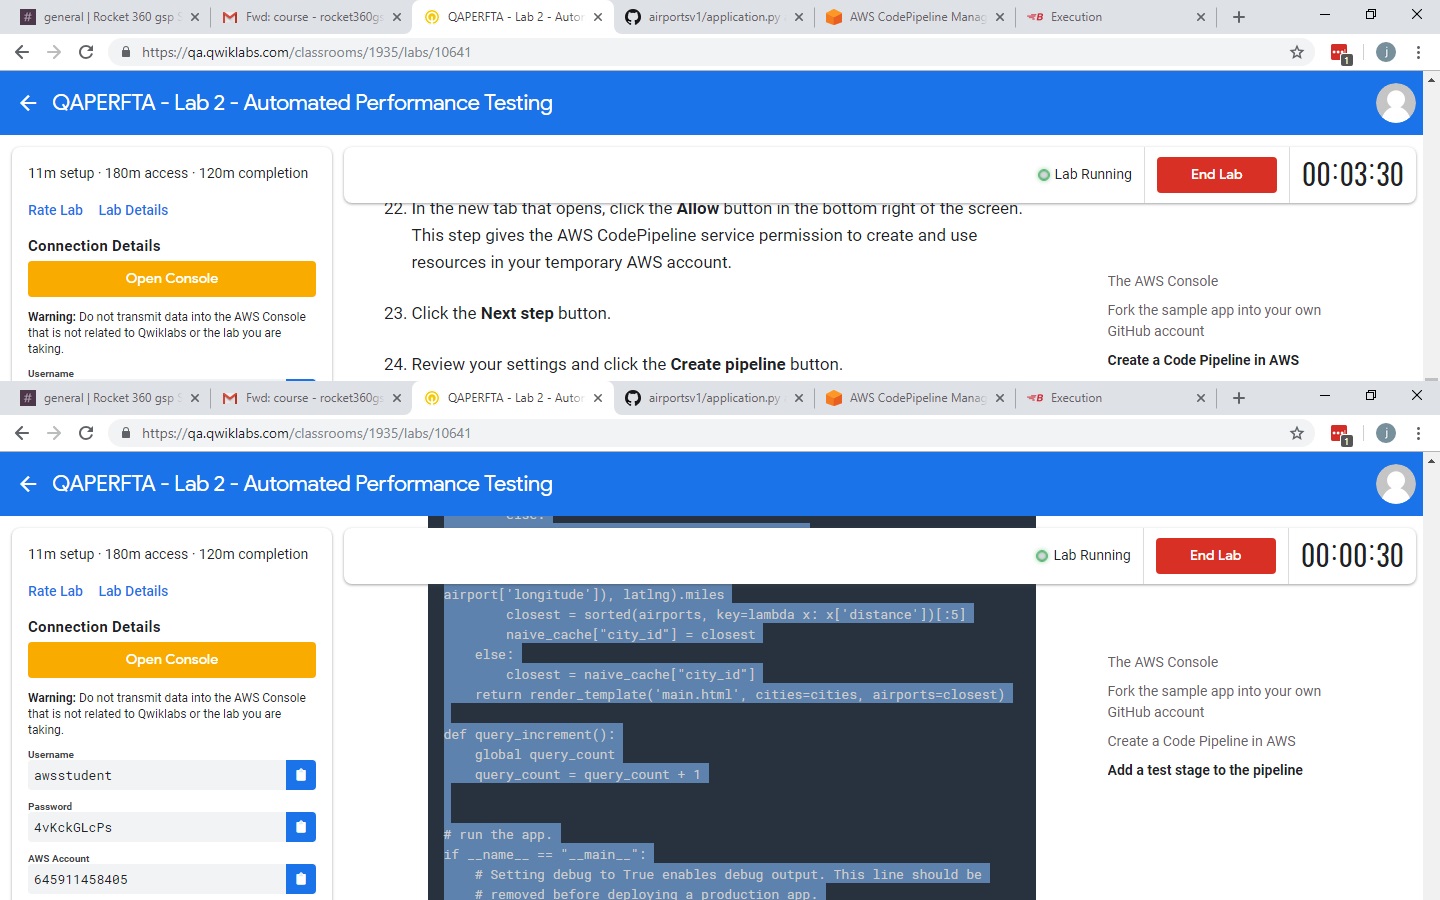 general | Rocket 360 gsp
Fwd: course - rocket360gs
QAPERFTA - Lab 2 - Auto
airportsv1/application.py
AWS CodePipeline Manag
Execution
https://qa.qwiklabs.com/classrooms/1935/labs/10641
1
j
QAPERFTA - Lab 2 - Automated Performance Testing
11m setup · 180m access · 120m completion
Rate Lab Lab Details
Connection Details
Open Console
Warning: Do not transmit data into the AWS Console
that is not related to Qwiklabs or the lab you are
taking.
Username
Lab Running
End Lab
00:03:30
22. In the new tab that opens, click the Allow button in the bottom right of the screen.
This step gives the AWS CodePipeline service permission to create and use
resources in your temporary AWS account.
23. Click the Next step button.
24. Review your settings and click the Create pipeline button.
The AWS Console
Fork the sample app into your own
GitHub account
Create a Code Pipeline in AWS
general | Rocket 360 gsp
Fwd: course - rocket360gs
QAPERFTA - Lab 2 - Auto
airportsv1/application.py
AWS CodePipeline Manag
Execution
https://qa.qwiklabs.com/classrooms/1935/labs/10641
1
j
QAPERFTA - Lab 2 - Automated Performance Testing
11m setup · 180m access · 120m completion
Rate Lab Lab Details
Connection Details
Open Console
Warning: Do not transmit data into the AWS Console
that is not related to Qwiklabs or the lab you are
taking.
Username
awsstudent
Password
4vKckGLcPs
AWS Account
645911458405
Lab Running
End Lab
00:00:30
else:
airport['longitude']), latlng).miles
closest = sorted(airports, key=lambda x: x['distance'])[:5]
naive_cache["city_id"] = closest
else:
closest = naive_cache["city_id"]
return render_template('main.html', cities=cities, airports=closest)
def query_increment():
global query_count
query_count = query_count + 1
# run the app.
if __name__ == "__main__":
# Setting debug to True enables debug output. This line should be
# removed before deploying a production app.
The AWS Console
Fork the sample app into your own
GitHub account
Create a Code Pipeline in AWS
Add a test stage to the pipeline